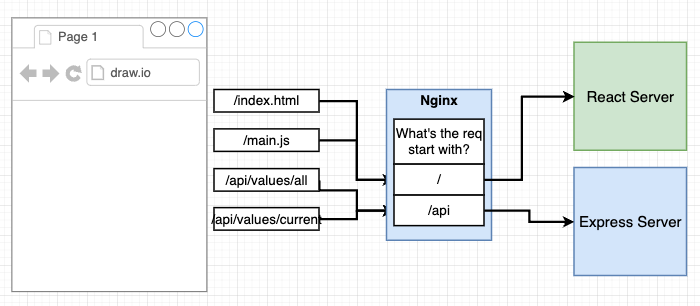 Page 1
draw.io
/index.html
/main.js
/api/values/all
/api/values/current
Nginx
What's the req
start with?
/
/api
React Server
Express Server